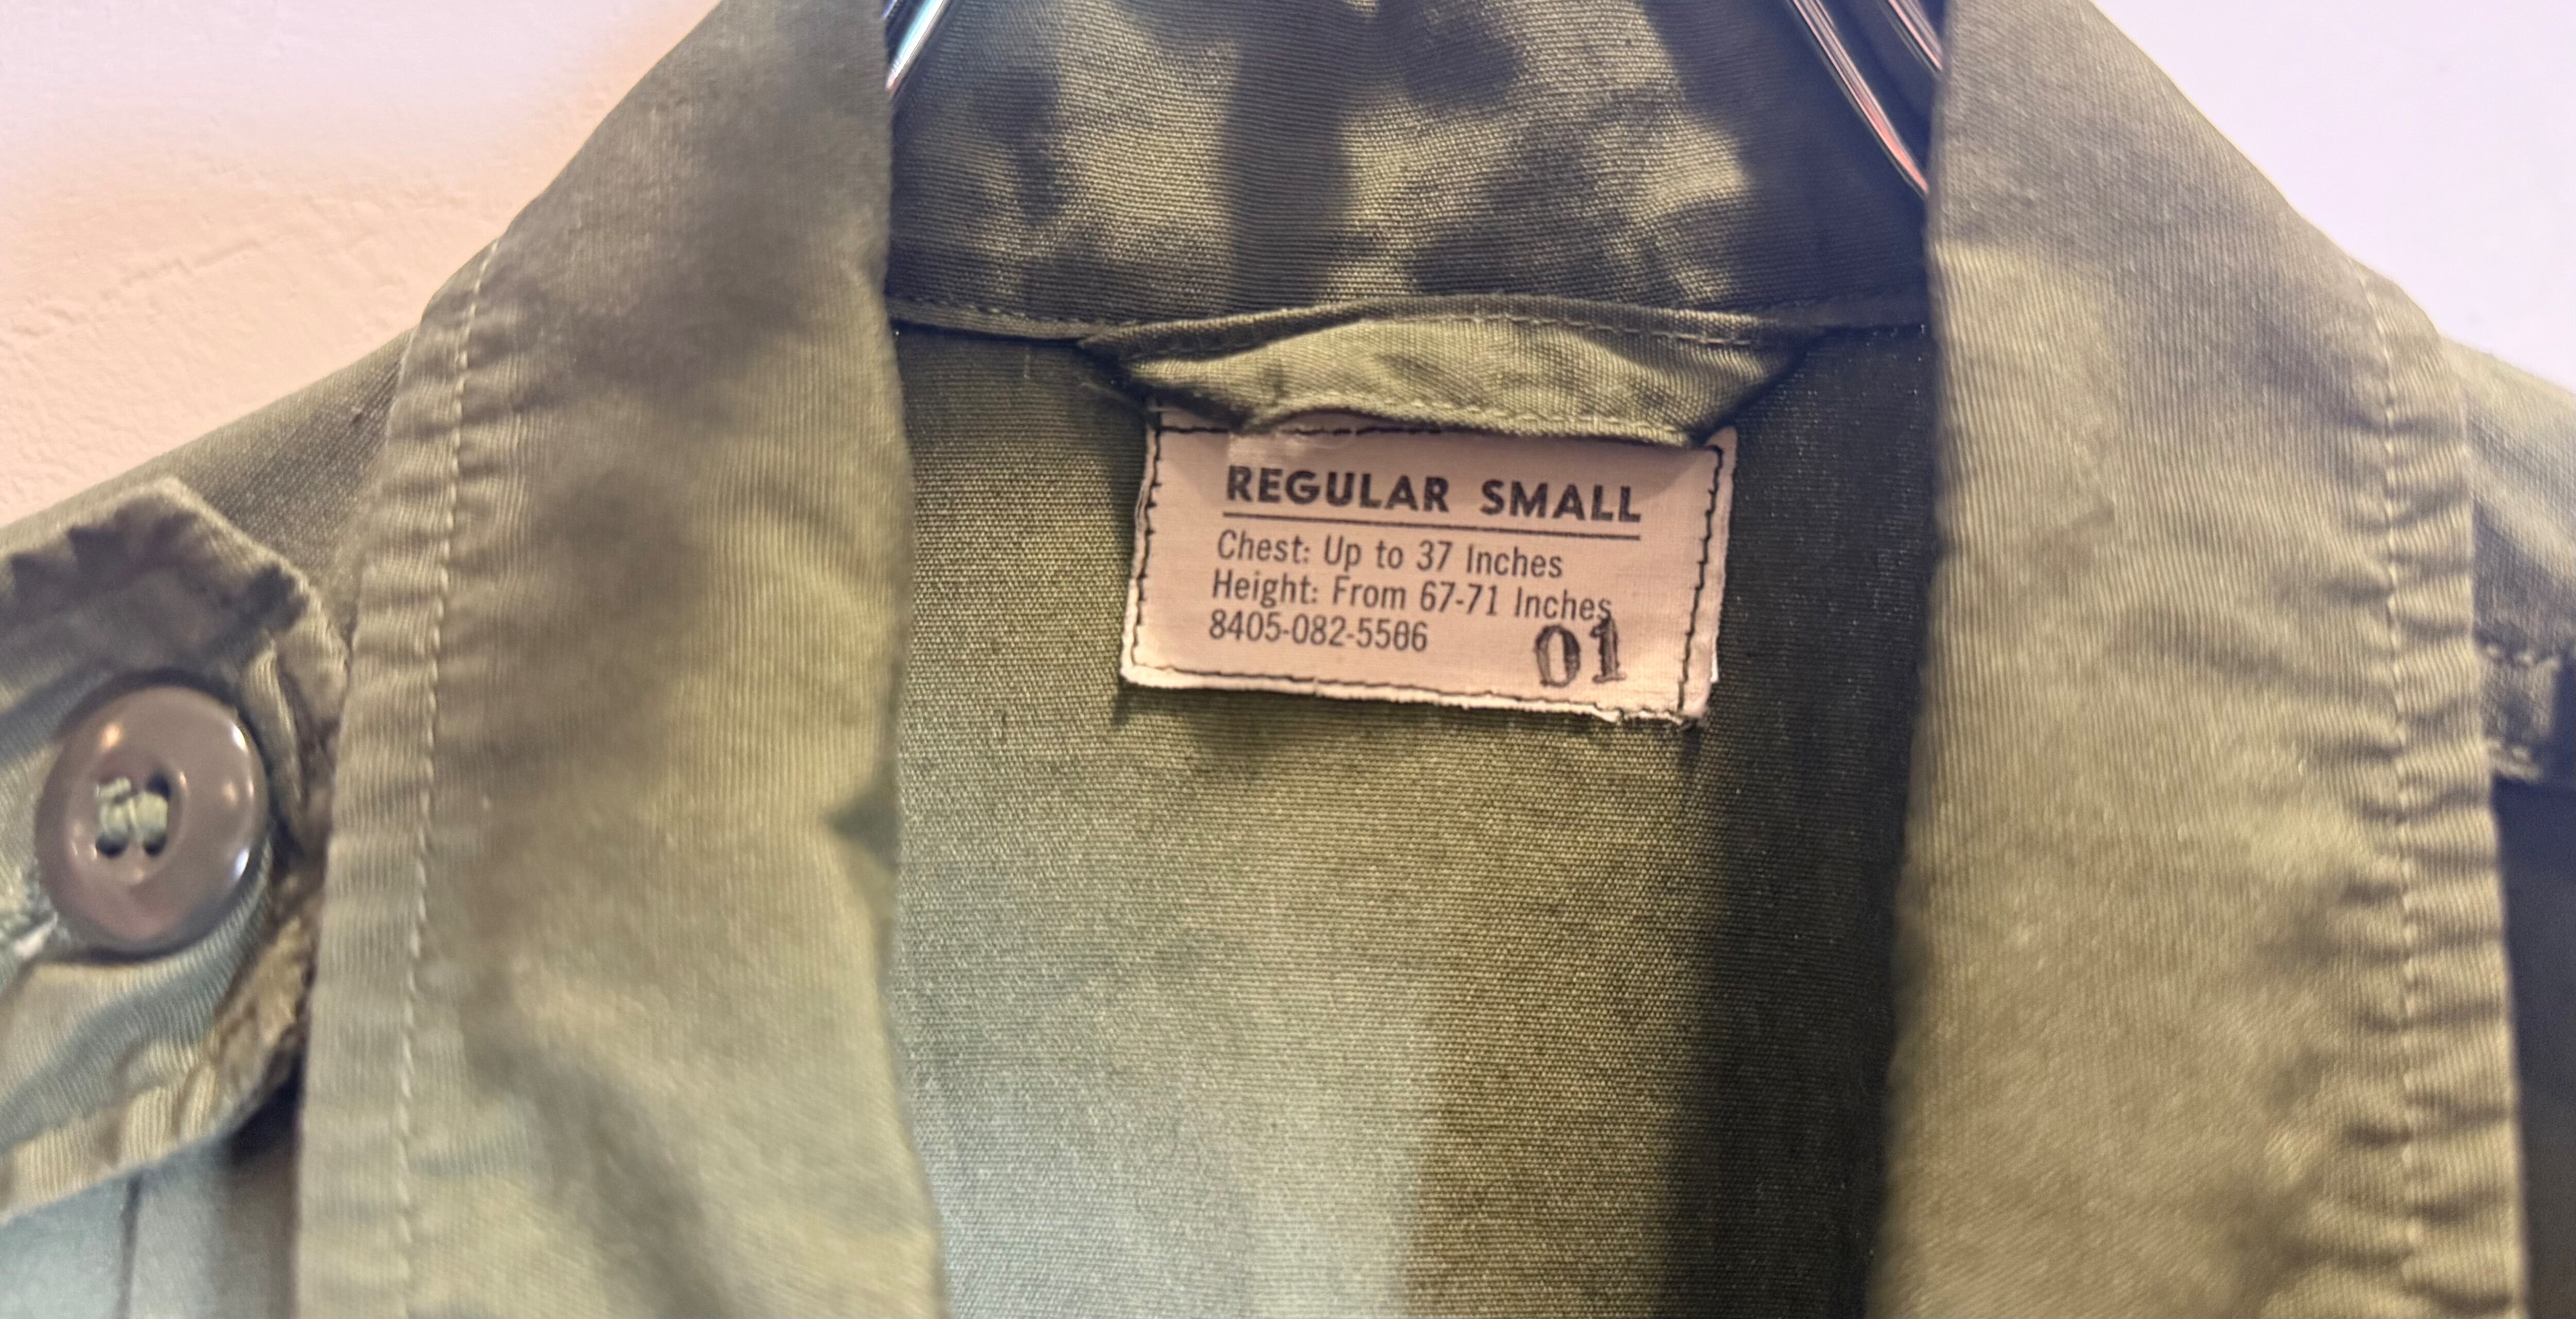 REGULAR SMALL
Chest: Up to 37 Inches
Height: From 67-71 Inches
8405-082-5506
01